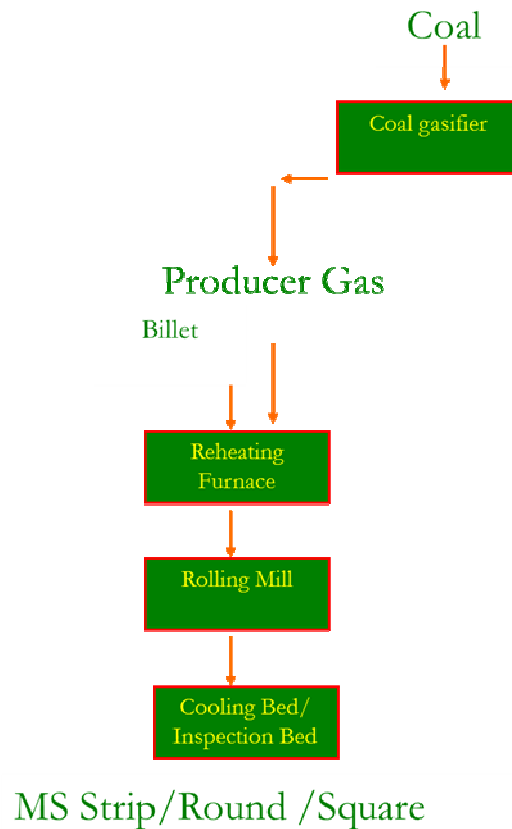 Coal
Coal gasifier
Producer Gas
Billet
Reheating
Furnace
Rolling Mill
Cooling Bed/
Inspection Bed
MS Strip/Round /Square